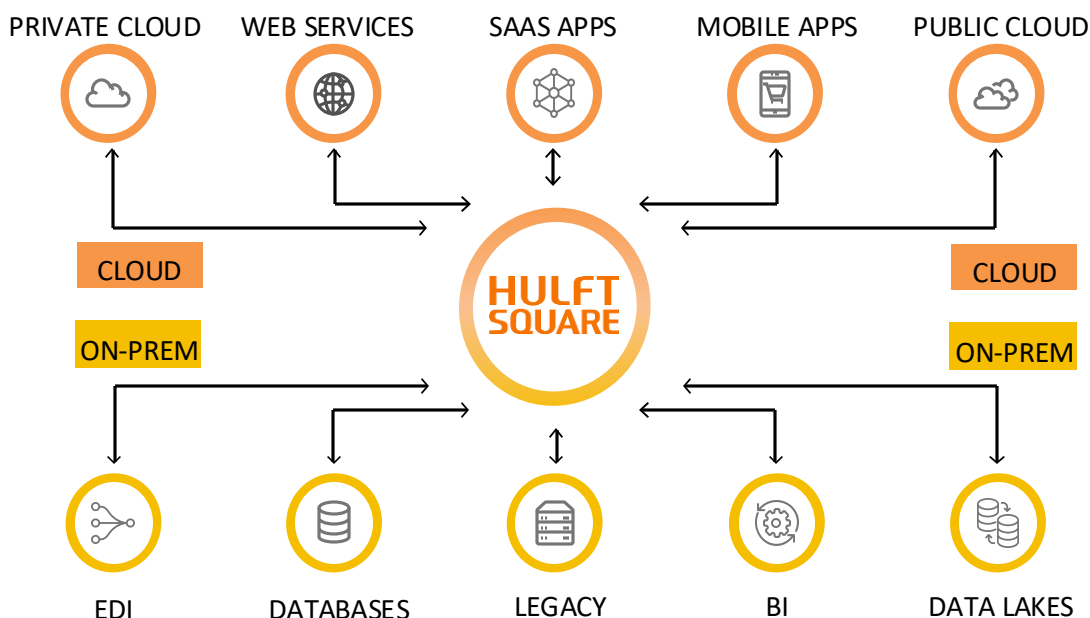 PRIVATE CLOUD
WEB SERVICES
SAAS APPS
MOBILE APPS
PUBLIC CLOUD
CLOUD
CLOUD
HULFT
SQUARE
ON-PREM
ON-PREM
EDI
DATABASES
LEGACY
BI
DATA LAKES